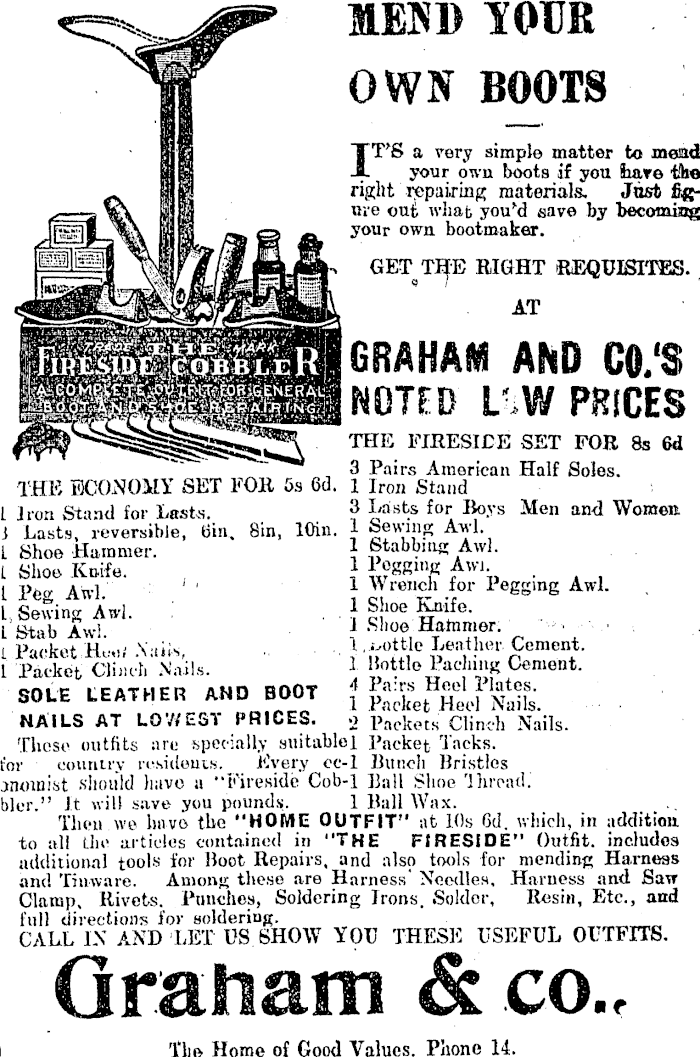 MEND YOUR
OWN BOOTS
IT'S a very simple matter to mend
your own boots if you have the
right repairing materials. Just fig-
ure out what you'd save by becoming
your own bootmaker.
GET THE RIGHT REQUISITES.
AT
GRAHAM AND CO.'S
NOTED LOW PRICES
TRADE THE MARK
FIRESIDE COBBLER
A COMPLETE OUTFIT FOR GENERAL
BOOT AND SHOE REPAIRING
THE ECONOMY SET FOR 5s 6d.
1 Iron Stand for Lasts.
3 Lasts, reversible, 6in, 8in, 10in.
1 Shoe Hammer.
1 Shoe Knife.
1 Peg Awl.
1 Sewing Awl.
1 Stab Awl.
1 Packet Heel Nails,
1 Packet Clinch Nails.
SOLE LEATHER AND BOOT
NAILS AT LOWEST PRICES.
These outfits are specially suitable
for country residents. Every ec-
onomist should have a "Fireside Cob-
bler." It will save you pounds.
THE FIRESIDE SET FOR 8s 6d
3 Pairs American Half Soles.
1 Iron Stand
3 Lasts for Boys Men and Women
1 Sewing Awl.
1 Stabbing Awl.
1 Pegging Awl.
1 Wrench for Pegging Awl.
1 Shoe Knife.
1 Shoe Hammer.
1 Bottle Leather Cement.
1 Bottle Paching Cement.
4 Pairs Heel Plates.
1 Packet Heel Nails.
2 Packets Clinch Nails.
1 Packet Tacks.
1 Bunch Bristles
1 Ball Shoe Thread.
1 Ball Wax.
Then we have the "HOME OUTFIT" at 10s 6d, which, in addition
to all the articles contained in "THE FIRESIDE" Outfit. includes
additional tools for Boot Repairs, and also tools for mending Harness
and Tinware. Among these are Harness Needles, Harness and Saw
Clamp, Rivets, Punches, Soldering Irons, Solder, Resin, Etc., and
full directions for soldering.
CALL IN AND LET US SHOW YOU THESE USEFUL OUTFITS.
Graham & co.,
The Home of Good Values. Phone 14.